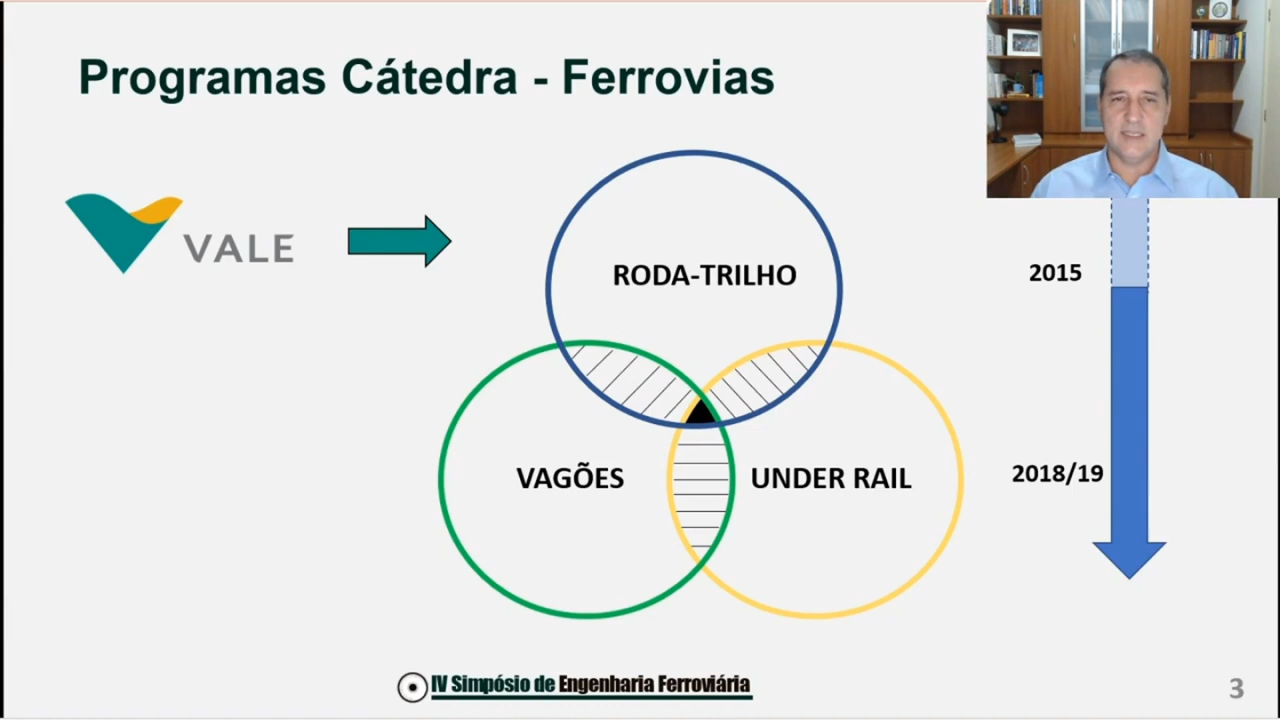 Programas Cátedra - Ferrovias
VALE
RODA-TRILHO
2015
VAGÕES
UNDER RAIL
2018/19
IV Simpósio de Engenharia Ferroviária
3